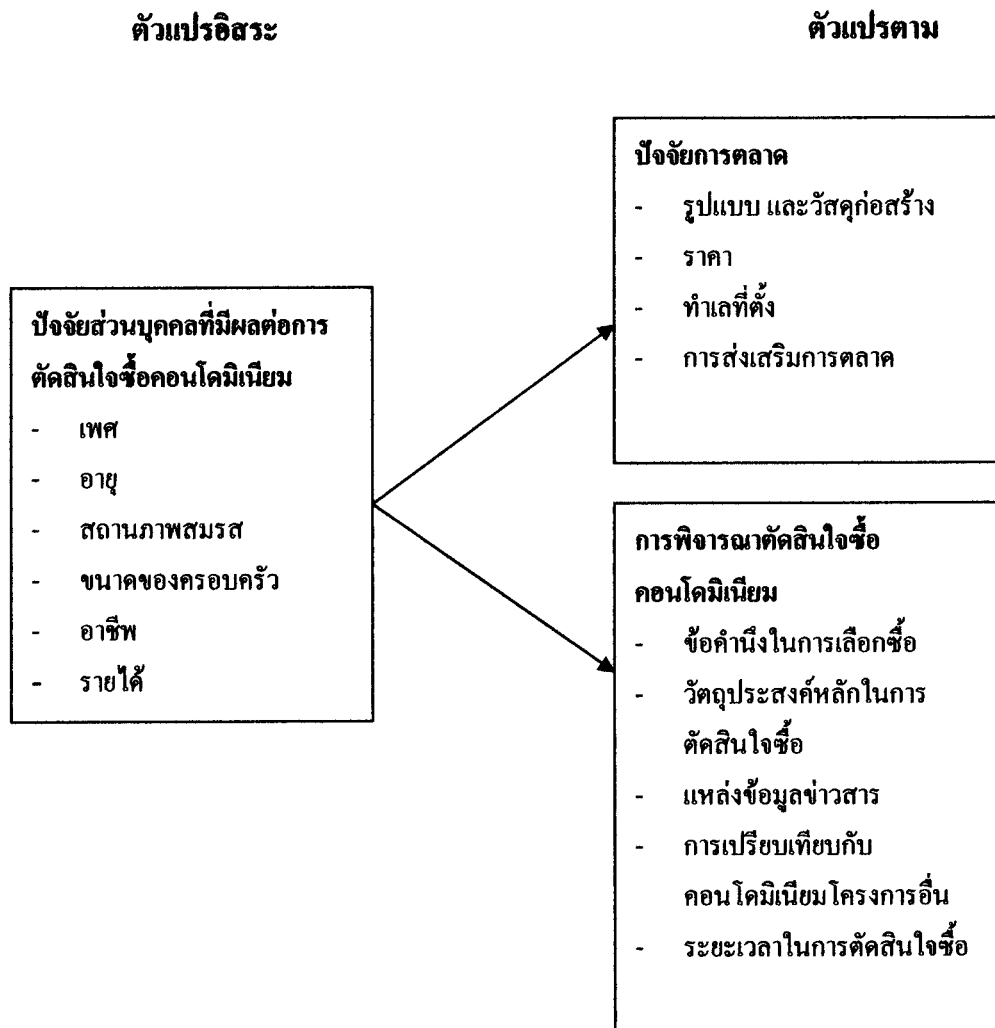 ตัวแปรอิสระ
ตัวแปรตาม
ปัจจัยส่วนบุคคลที่มีผลต่อการ
ตัดสินใจซื้อคอนโดมิเนียม
- เพศ
- อายุ
- สถานภาพสมรส
- ขนาดของครอบครัว
- อาชีพ
- รายได้
ปัจจัยการตลาด
- รูปแบบ และวัสดุก่อสร้าง
- ราคา
- ทำเลที่ตั้ง
- การส่งเสริมการตลาด
การพิจารณาตัดสินใจซื้อ
คอนโดมิเนียม
- ข้อคำนึงในการเลือกซื้อ
- วัตถุประสงค์หลักในการ
ตัดสินใจซื้อ
- แหล่งข้อมูลข่าวสาร
- การเปรียบเทียบกับ
คอนโดมิเนียมโครงการอื่น
- ระยะเวลาในการตัดสินใจซื้อ